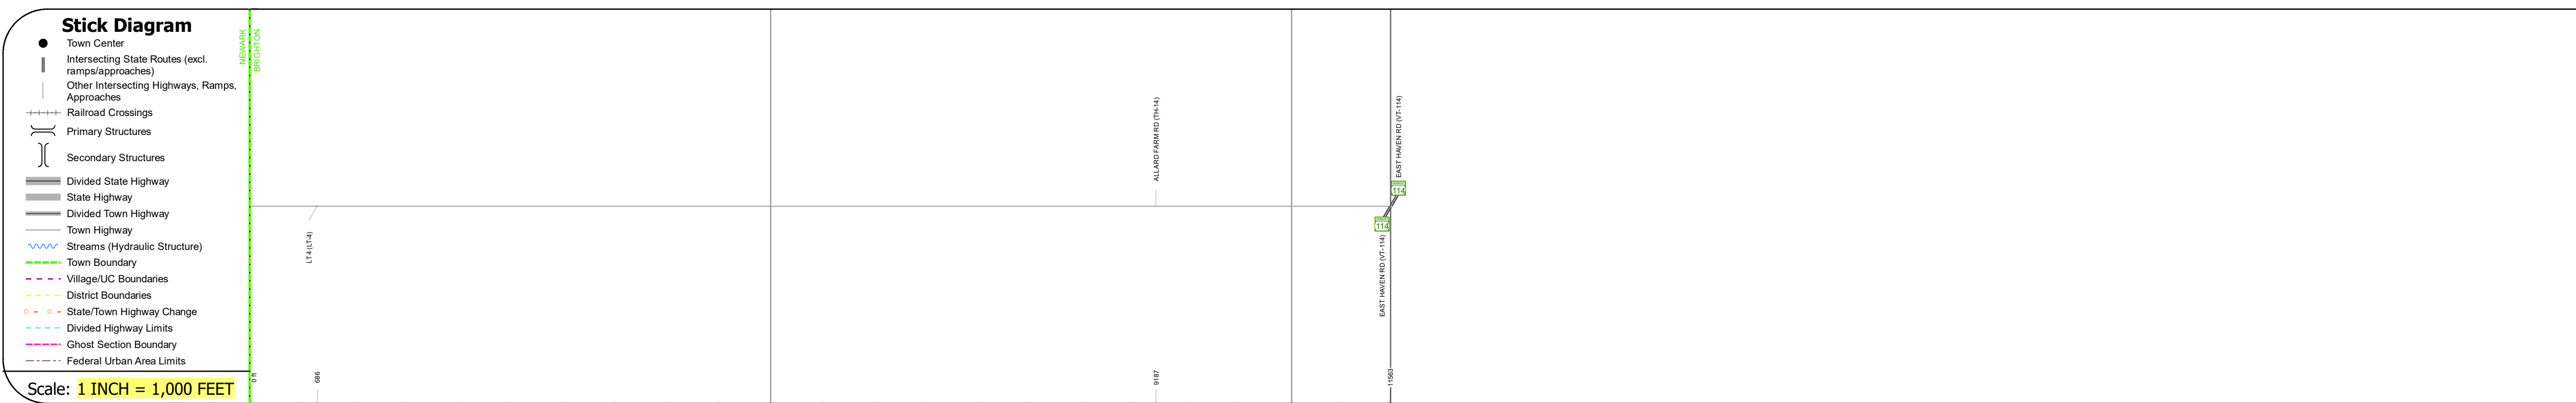 Stick Diagram
Town Center
Intersecting State Routes (excl.
ramps/approaches)
Other Intersecting Highways, Ramps,
Approaches
Railroad Crossings
Primary Structures
Secondary Structures
Divided State Highway
State Highway
Divided Town Highway
Town Highway
Streams (Hydraulic Structure)
Town Boundary
Village/UC Boundaries
District Boundaries
State/Town Highway Change
Divided Highway Limits
Ghost Section Boundary
Federal Urban Area Limits
Scale: 1 INCH = 1,000 FEET
NEWARK
BRIGHTON
0 ft
LT 4 (LT-4)
686
ALLARD FARM RD (TH-14)
9187
EAST HAVEN RD (VT-114)
114
114
EAST HAVEN RD (VT-114)
11563